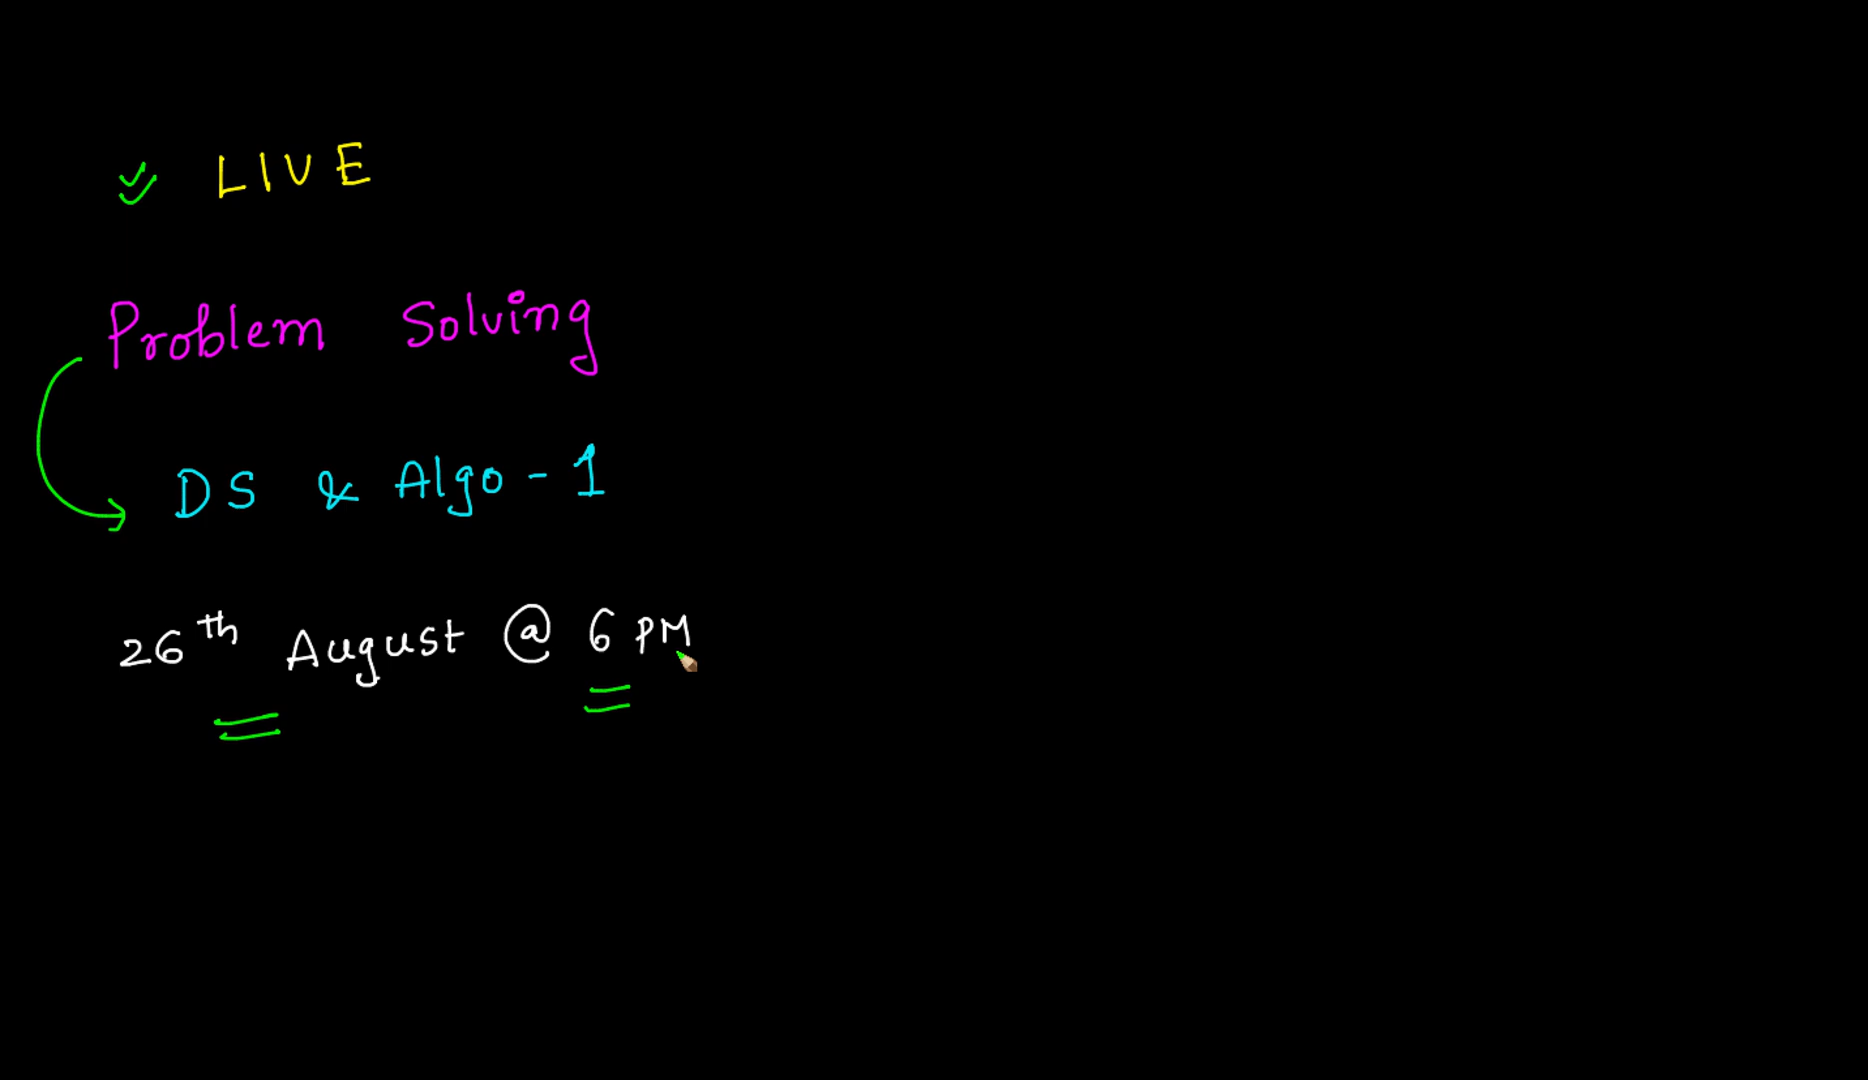 LIVE
Problem Solving
DS & Algo - 1
26th August @ 6 PM